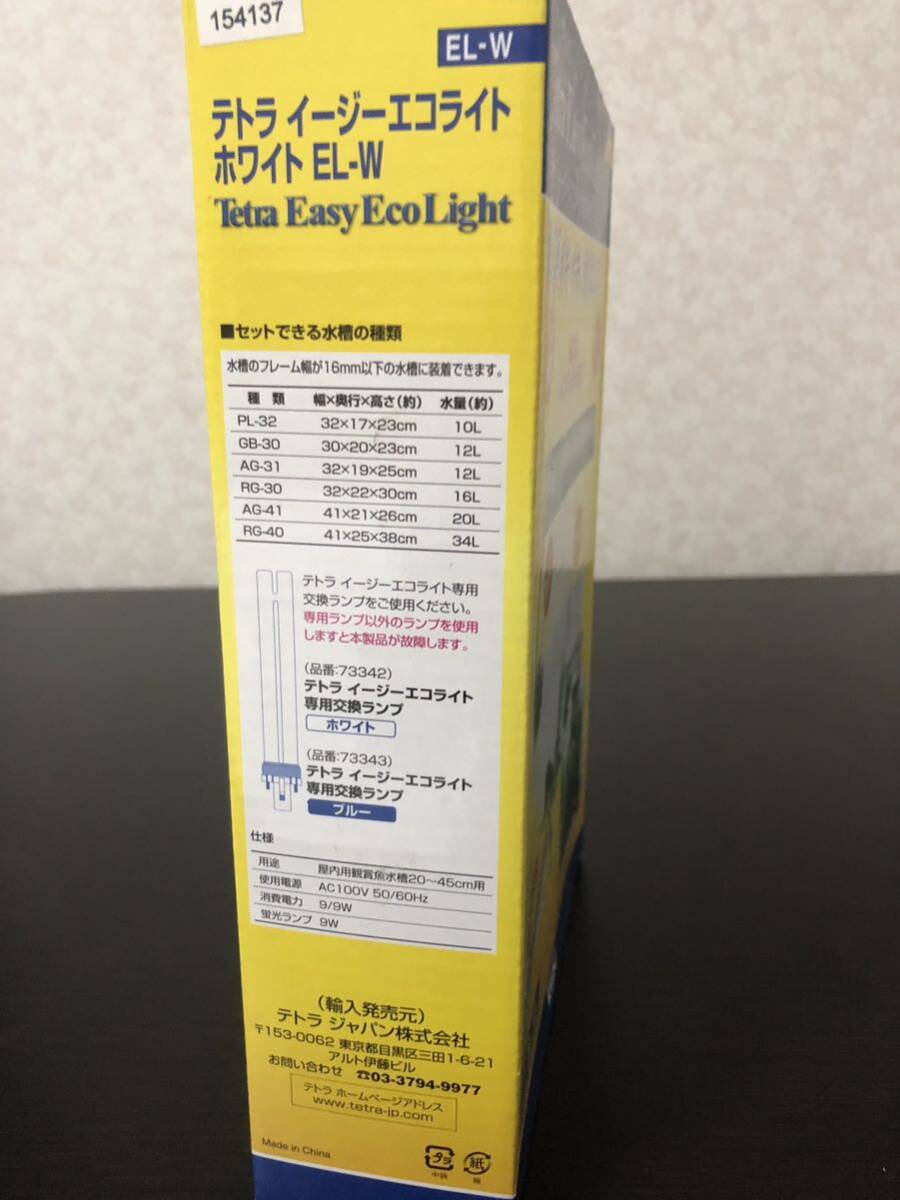 154137
EL-W
テトラ イージーエコライト
ホワイト EL-W
Tetra Easy EcoLight
■セットできる水槽の種類
水槽のフレーム幅が16mm以下の水槽に装着できます。
種 類 幅×奥行×高さ(約) 水量(約)
PL-32 32×17×23cm 10L
GB-30 30×20×23cm 12L
AG-31 32×19×25cm 12L
RG-30 32×22×30cm 16L
AG-41 41×21×26cm 20L
RG-40 41×25×38cm 34L
テトラ イージーエコライト専用
交換ランプをご使用ください。
専用ランプ以外のランプを使用
しますと本製品が故障します。
(品番:73342)
テトラ イージーエコライト
専用交換ランプ
ホワイト
(品番:73343)
テトラ イージーエコライト
専用交換ランプ
ブルー
仕様
用途 屋内用観賞魚水槽20〜45cm用
使用電源 AC100V 50/60Hz
消費電力 9/9W
蛍光ランプ 9W
(輸入発売元)
テトラ ジャパン株式会社
〒153-0062 東京都目黒区三田1-6-21
アルト伊藤ビル
お問い合わせ ☎03-3794-9977
テトラ ホームページアドレス
www.tetra-jp.com
Made in China
プラ
紙